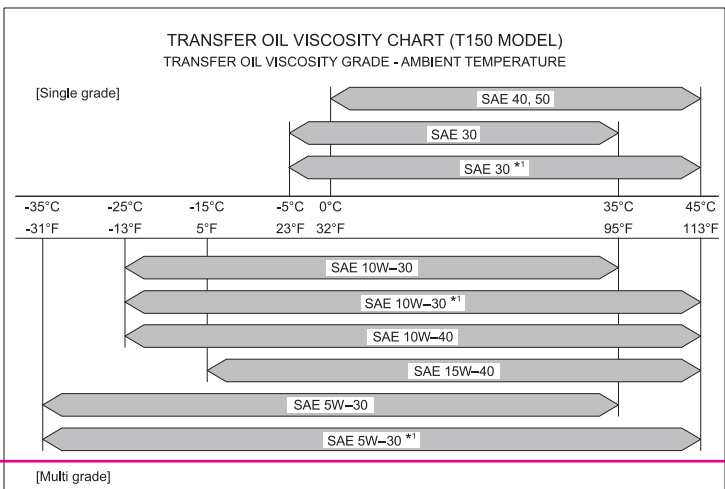 TRANSFER OIL VISCOSITY CHART (T150 MODEL)
TRANSFER OIL VISCOSITY GRADE - AMBIENT TEMPERATURE
[Single grade]
SAE 40, 50
SAE 30
SAE 30 *1
-35°C -25°C -15°C -5°C 0°C 35°C 45°C
-31°F -13°F 5°F 23°F 32°F 95°F 113°F
SAE 10W–30
SAE 10W–30 *1
SAE 10W–40
SAE 15W–40
SAE 5W–30
SAE 5W–30 *1
[Multi grade]